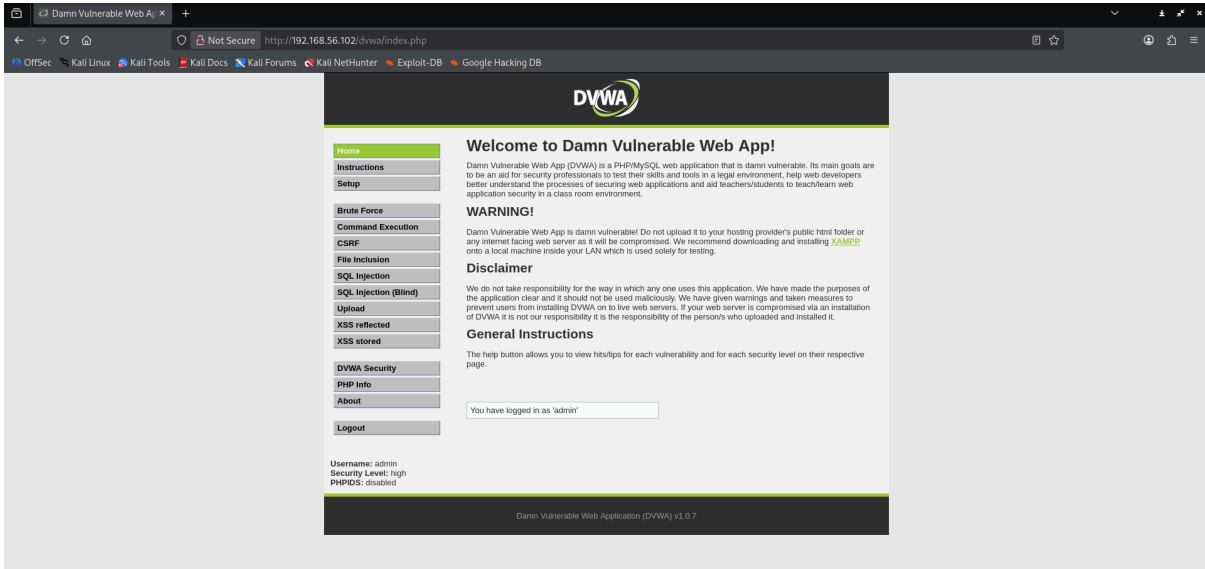 Damn Vulnerable Web Ap
Not Secure http://192.168.56.102/dvwa/index.php
OffSec Kali Linux Kali Tools Kali Docs Kali Forums Kali NetHunter Exploit-DB Google Hacking DB
DVWA
Home
Instructions
Setup
Brute Force
Command Execution
CSRF
File Inclusion
SQL Injection
SQL Injection (Blind)
Upload
XSS reflected
XSS stored
DVWA Security
PHP Info
About
Logout
Username: admin
Security Level: high
PHPIDS: disabled
Welcome to Damn Vulnerable Web App!
Damn Vulnerable Web App (DVWA) is a PHP/MySQL web application that is damn vulnerable. Its main goals are
to be an aid for security professionals to test their skills and tools in a legal environment, help web developers
better understand the processes of securing web applications and aid teachers/students to teach/learn web
application security in a class room environment.
WARNING!
Damn Vulnerable Web App is damn vulnerable! Do not upload it to your hosting provider's public html folder or
any internet facing web server as it will be compromised. We recommend downloading and installing XAMPP
onto a local machine inside your LAN which is used solely for testing.
Disclaimer
We do not take responsibility for the way in which any one uses this application. We have made the purposes of
the application clear and it should not be used maliciously. We have given warnings and taken measures to
prevent users from installing DVWA on to live web servers. If your web server is compromised via an installation
of DVWA it is not our responsibility it is the responsibility of the person/s who uploaded and installed it.
General Instructions
The help button allows you to view hits/tips for each vulnerability and for each security level on their respective
page.
You have logged in as 'admin'
Damn Vulnerable Web Application (DVWA) v1.0.7